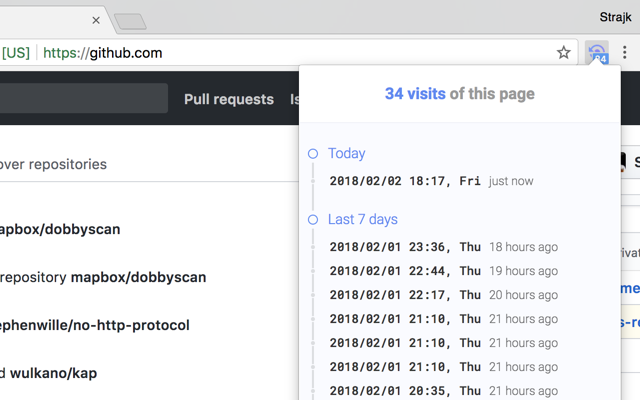 Strajk
[US] https://github.com
34
Pull requests Is
34 visits of this page
over repositories
Today
2018/02/02 18:17, Fri just now
Last 7 days
apbox/dobbyscan
2018/02/01 23:36, Thu 18 hours ago
2018/02/01 22:44, Thu 19 hours ago
repository mapbox/dobbyscan
2018/02/01 22:17, Thu 20 hours ago
ephenwille/no-http-protocol
2018/02/01 21:10, Thu 21 hours ago
2018/02/01 21:10, Thu 21 hours ago
d wulkano/kap
2018/02/01 21:10, Thu 21 hours ago
2018/02/01 20:35, Thu 21 hours ago
S
rivat
me
s-re